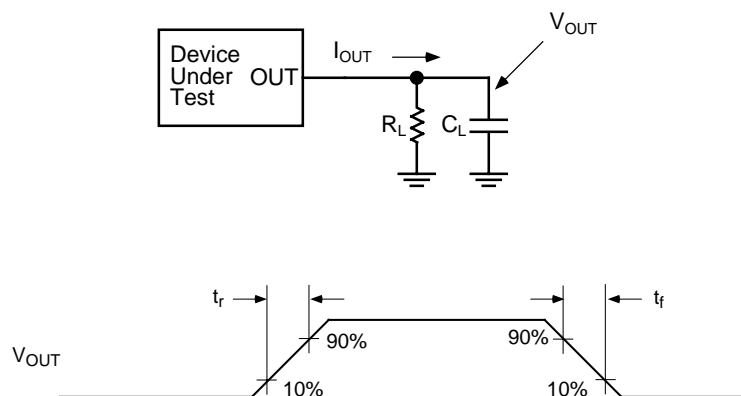 V_OUT
Device
Under
Test
OUT
I_OUT
R_L
C_L
t_r
t_f
90%
90%
V_OUT
10%
10%